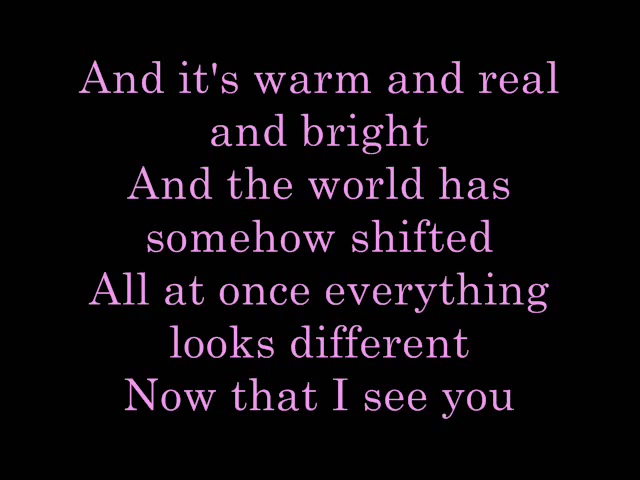 And it's warm and real
and bright
And the world has
somehow shifted
All at once everything
looks different
Now that I see you